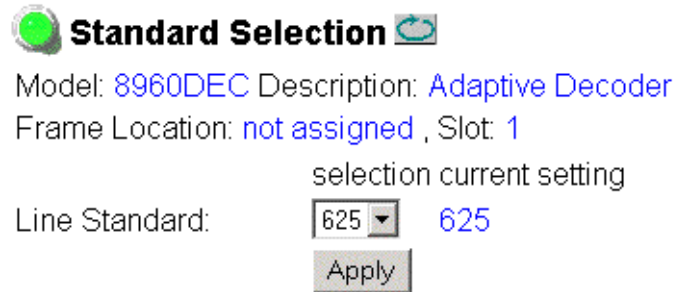 Standard Selection
Model: 8960DEC Description: Adaptive Decoder
Frame Location: not assigned , Slot: 1
selection current setting
Line Standard: 625 625
Apply